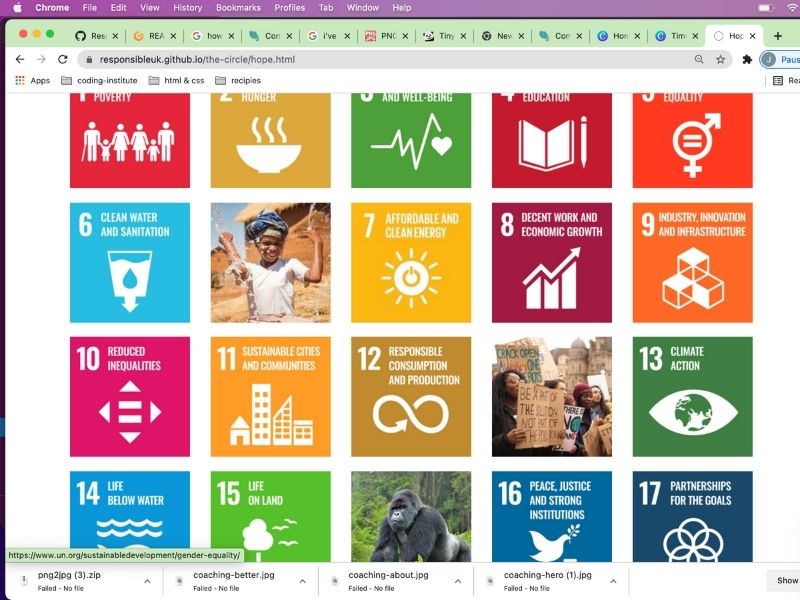 Chrome File Edit View History Bookmarks Profiles Tab Window Help
Resp REA how Con i've PNG Tiny New Con Hon Time Hop
responsibleuk.github.io/the-circle/hope.html J Paus
Apps coding-institute html & css recipies Rea
1 POVERTY
2 HUNGER
3 AND WELL-BEING
4 EDUCATION
5 EQUALITY
6 CLEAN WATER
AND SANITATION
7 AFFORDABLE AND
CLEAN ENERGY
8 DECENT WORK AND
ECONOMIC GROWTH
9 INDUSTRY, INNOVATION
AND INFRASTRUCTURE
10 REDUCED
INEQUALITIES
11 SUSTAINABLE CITIES
AND COMMUNITIES
12 RESPONSIBLE
CONSUMPTION
AND PRODUCTION
CRACK OPEN
BE A PART OF
THE SOLUTION
NOT PART OF
THE POLLUTION
THERE IS
NO
13 CLIMATE
ACTION
14 LIFE
BELOW WATER
15 LIFE
ON LAND
16 PEACE, JUSTICE
AND STRONG
INSTITUTIONS
17 PARTNERSHIPS
FOR THE GOALS
https://www.un.org/sustainabledevelopment/gender-equality/
png2jpg (3).zip
Failed - No file
coaching-better.jpg
Failed - No file
coaching-about.jpg
Failed - No file
coaching-hero (1).jpg
Failed - No file
Show